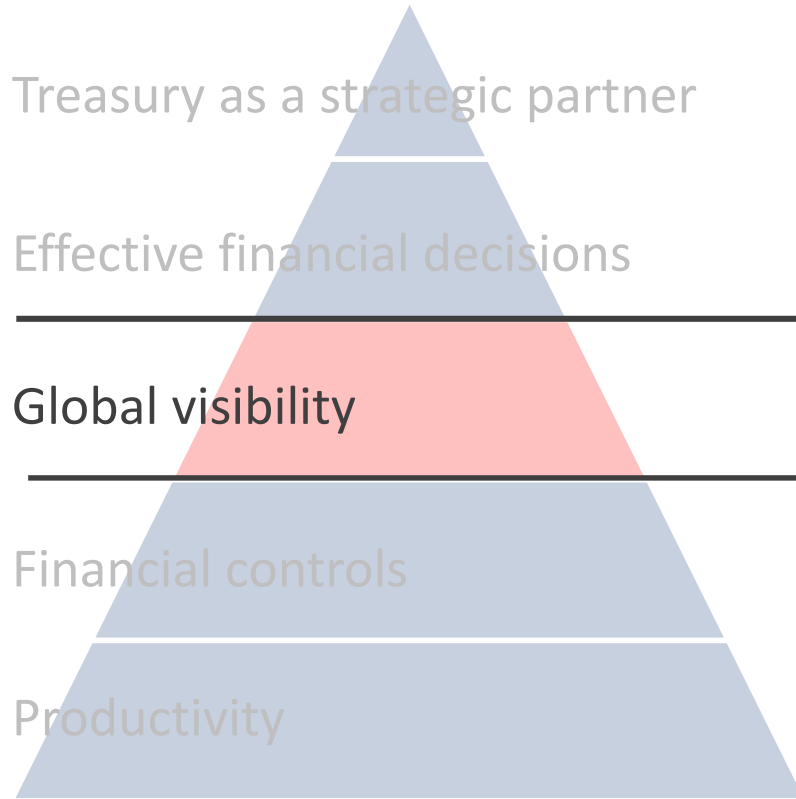 Treasury as a strategic partner
Effective financial decisions
Global visibility
Financial controls
Productivity